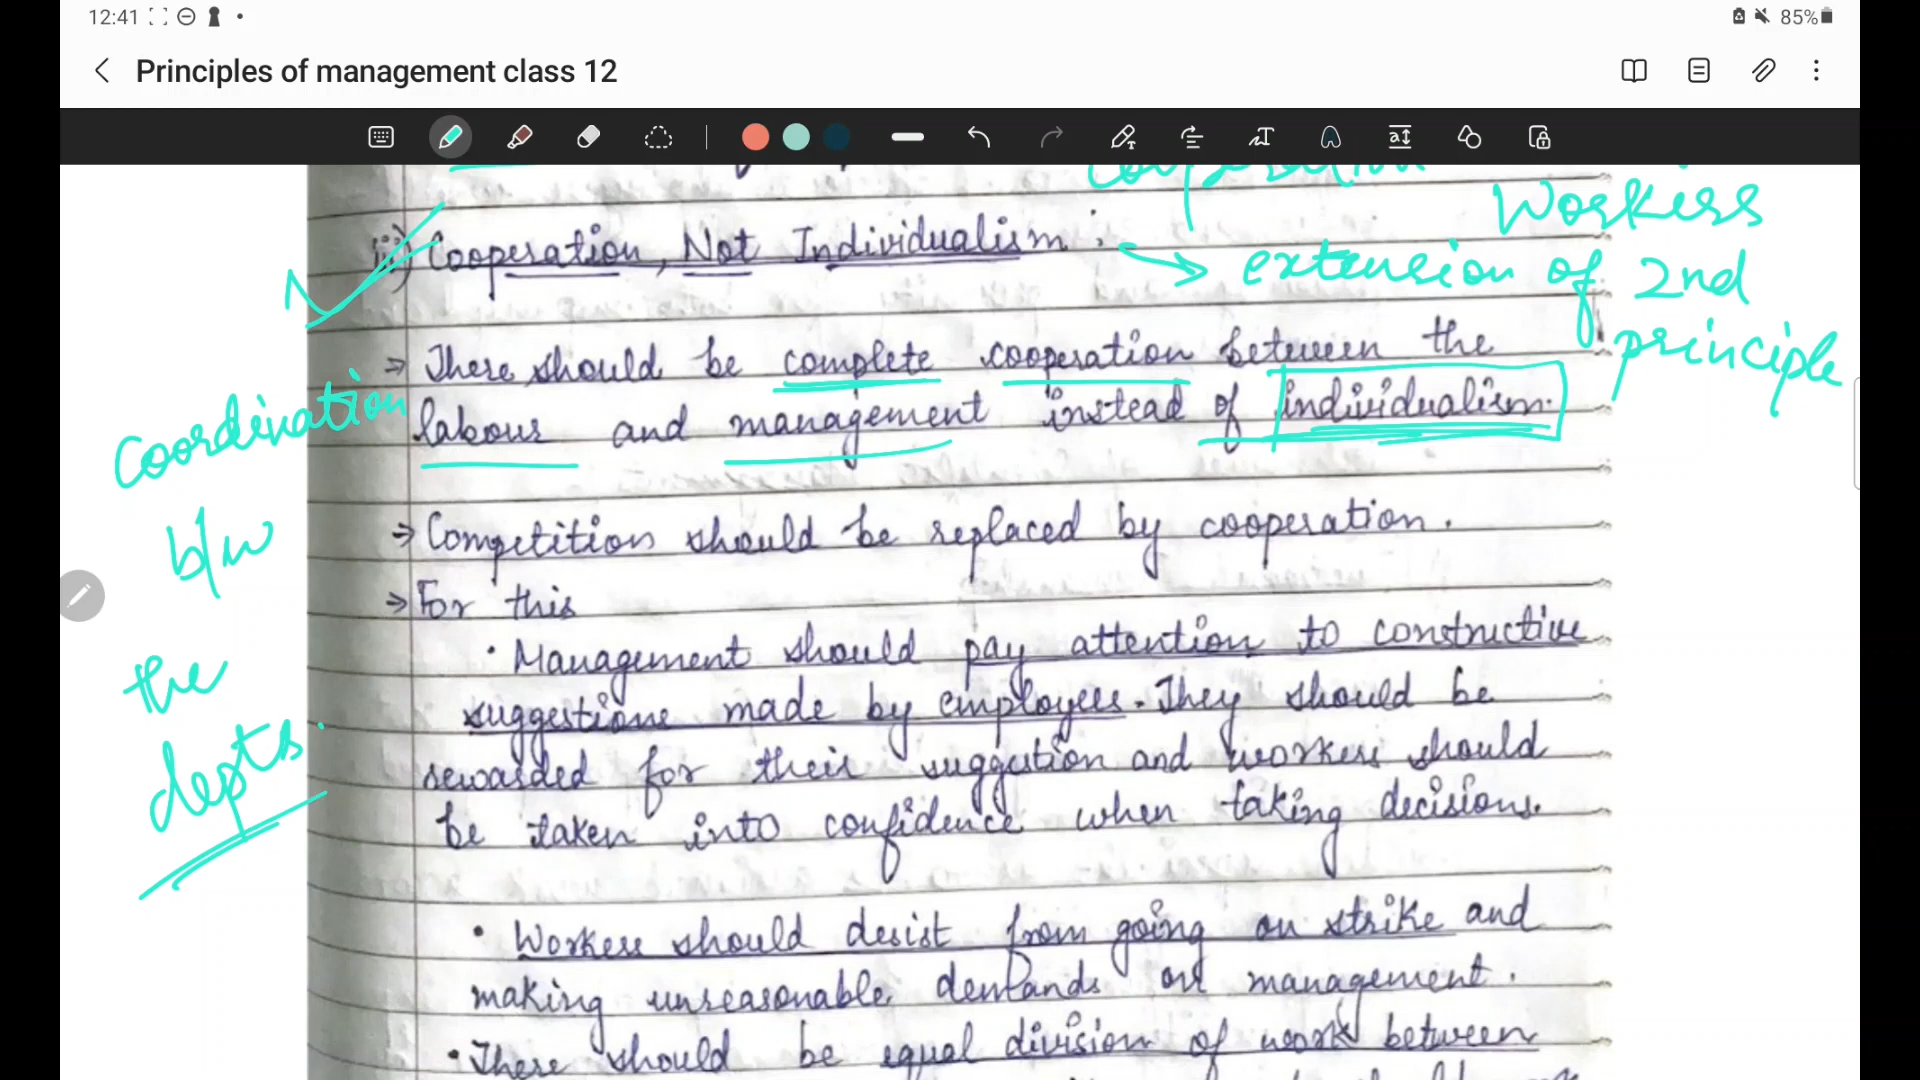 12:41
85%
Principles of management class 12
Workers
iii) Cooperation, Not Individualism :
extension of 2nd
principle
⇒ There should be complete cooperation between the
labour and management instead of individualism.
coordination
b/w
the
depts.
⇒ Competition should be replaced by cooperation.
⇒ For this
• Management should pay attention to constructive
suggestions made by employees. They should be
rewarded for their suggestion and workers should
be taken into confidence when taking decisions.
• Workers should desist from going on strike and
making unreasonable demands on management.
• There should be equal division of work between